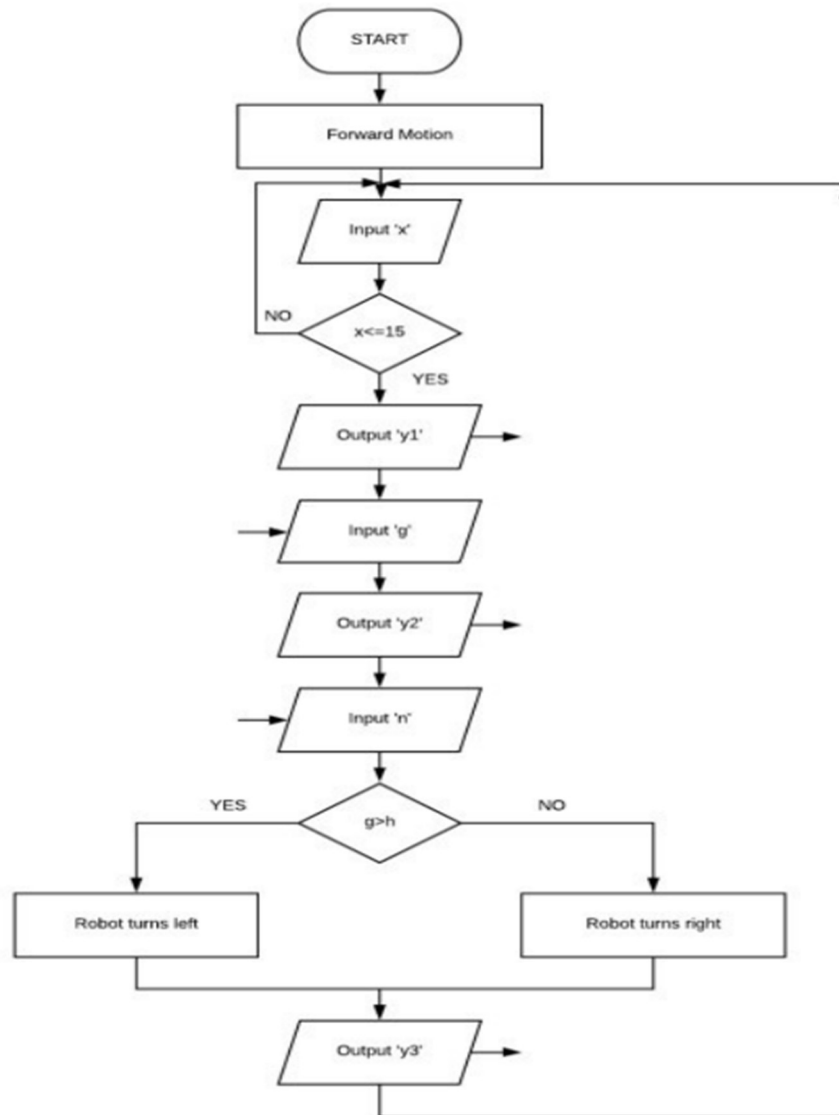 START
Forward Motion
Input 'x'
NO
x<=15
YES
Output 'y1'
Input 'g'
Output 'y2'
Input 'n'
YES
NO
g>h
Robot turns left
Robot turns right
Output 'y3'